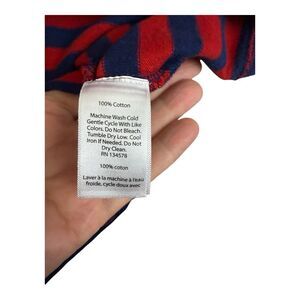 100% Cotton
Machine Wash Cold
Gentle Cycle With Like
Colors. Do Not Bleach.
Tumble Dry Low. Cool
Iron If Needed. Do Not
Dry Clean.
RN 134578
100% coton
Laver à la machine à l'eau
froide, cycle doux avec